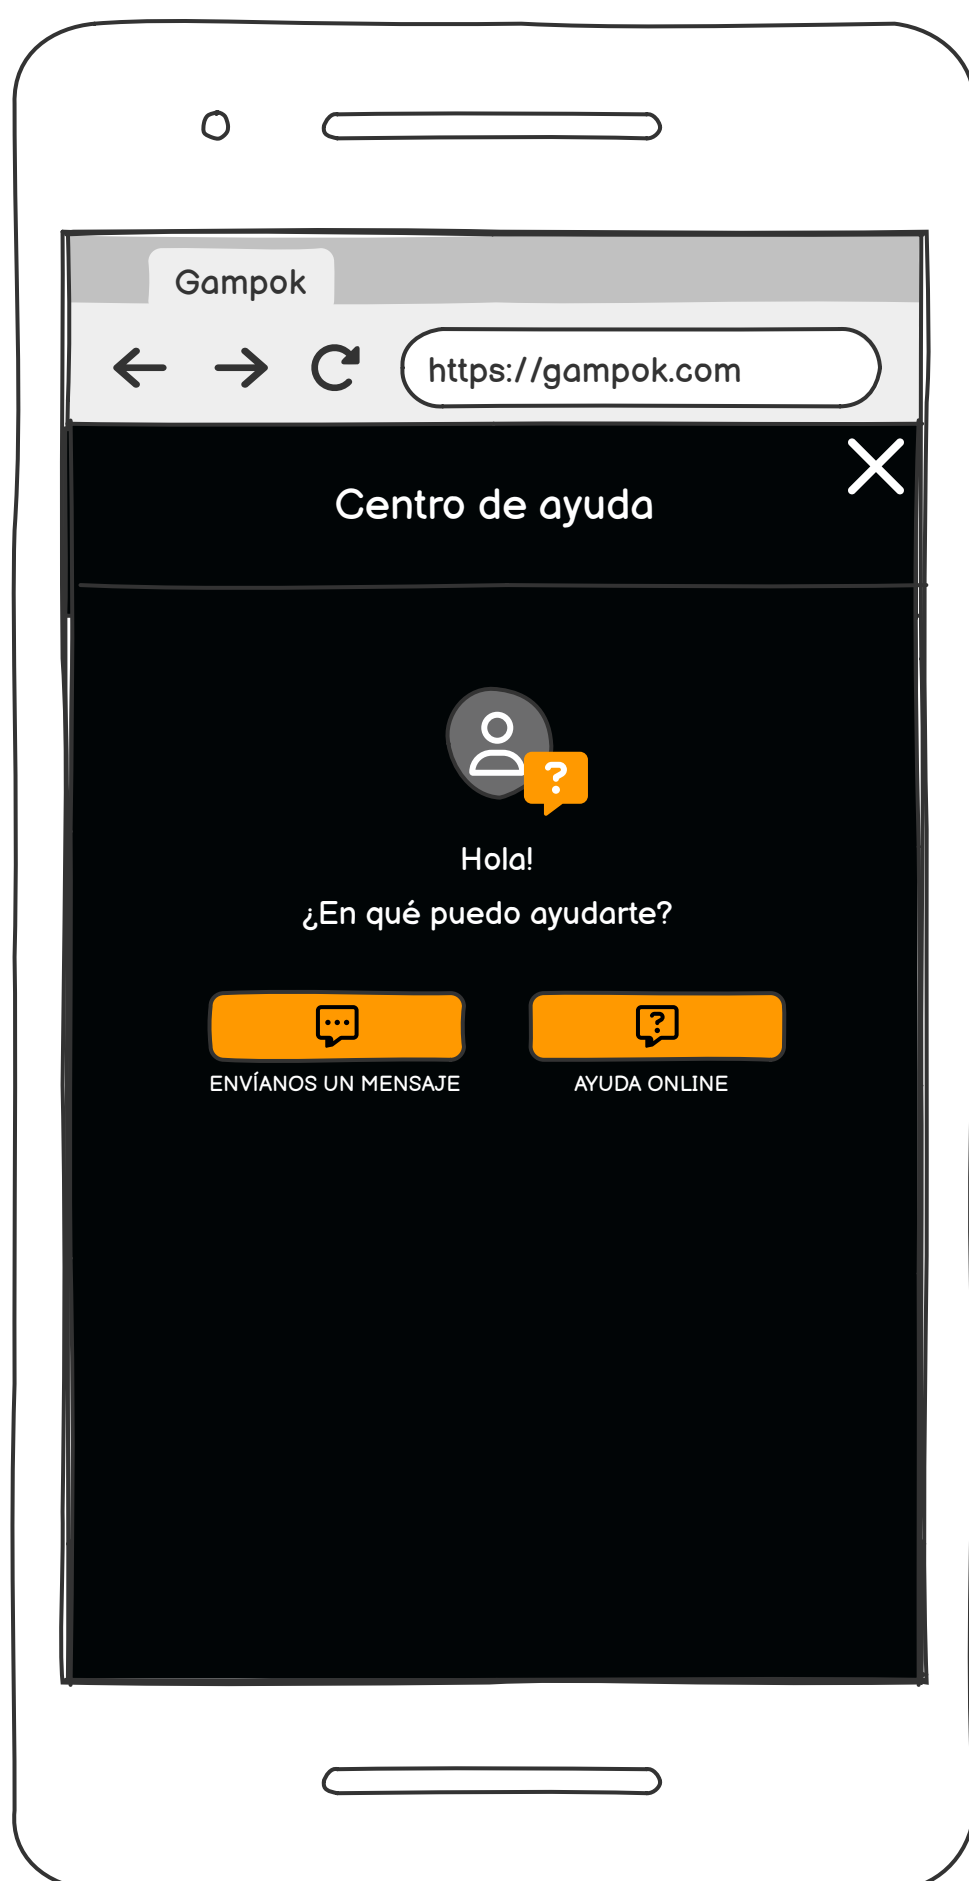 Gampok
https://gampok.com
Centro de ayuda
?
Hola!
¿En qué puedo ayudarte?
?
ENVÍANOS UN MENSAJE
AYUDA ONLINE